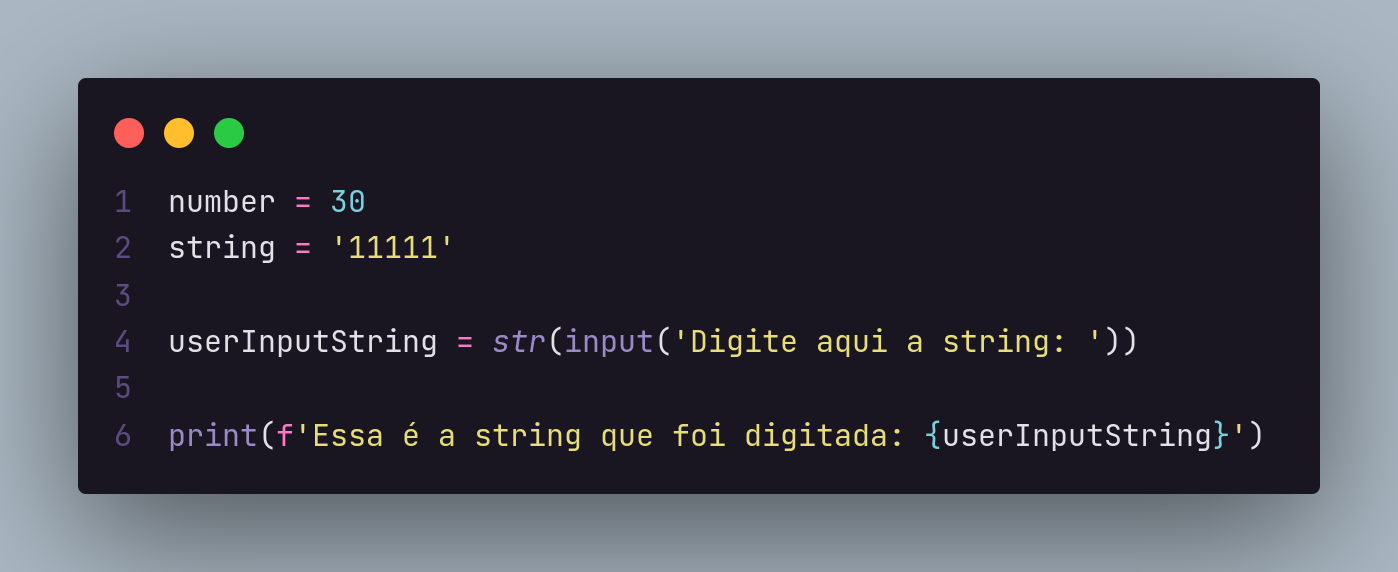 1 number = 30
2 string = '11111'
3
4 userInputString = str(input('Digite aqui a string: '))
5
6 print(f'Essa é a string que foi digitada: {userInputString}')